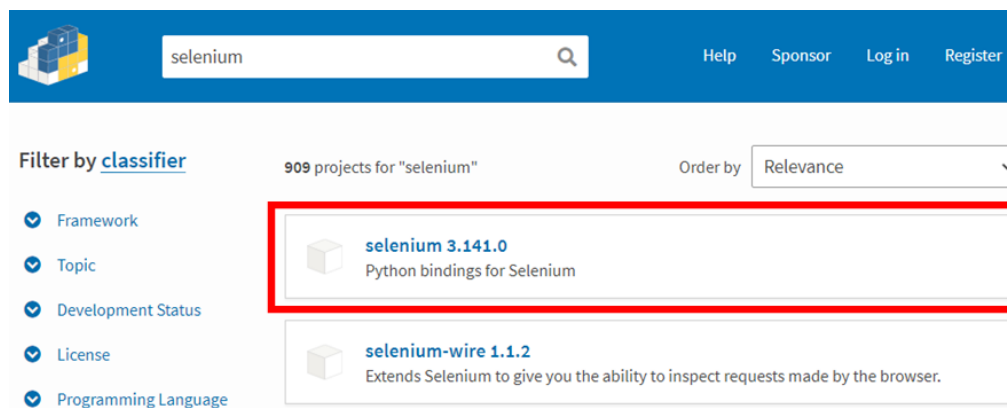 selenium
Help Sponsor Log in Register
Filter by classifier
909 projects for "selenium"
Order by Relevance
Framework
Topic
Development Status
License
Programming Language
selenium 3.141.0
Python bindings for Selenium
selenium-wire 1.1.2
Extends Selenium to give you the ability to inspect requests made by the browser.